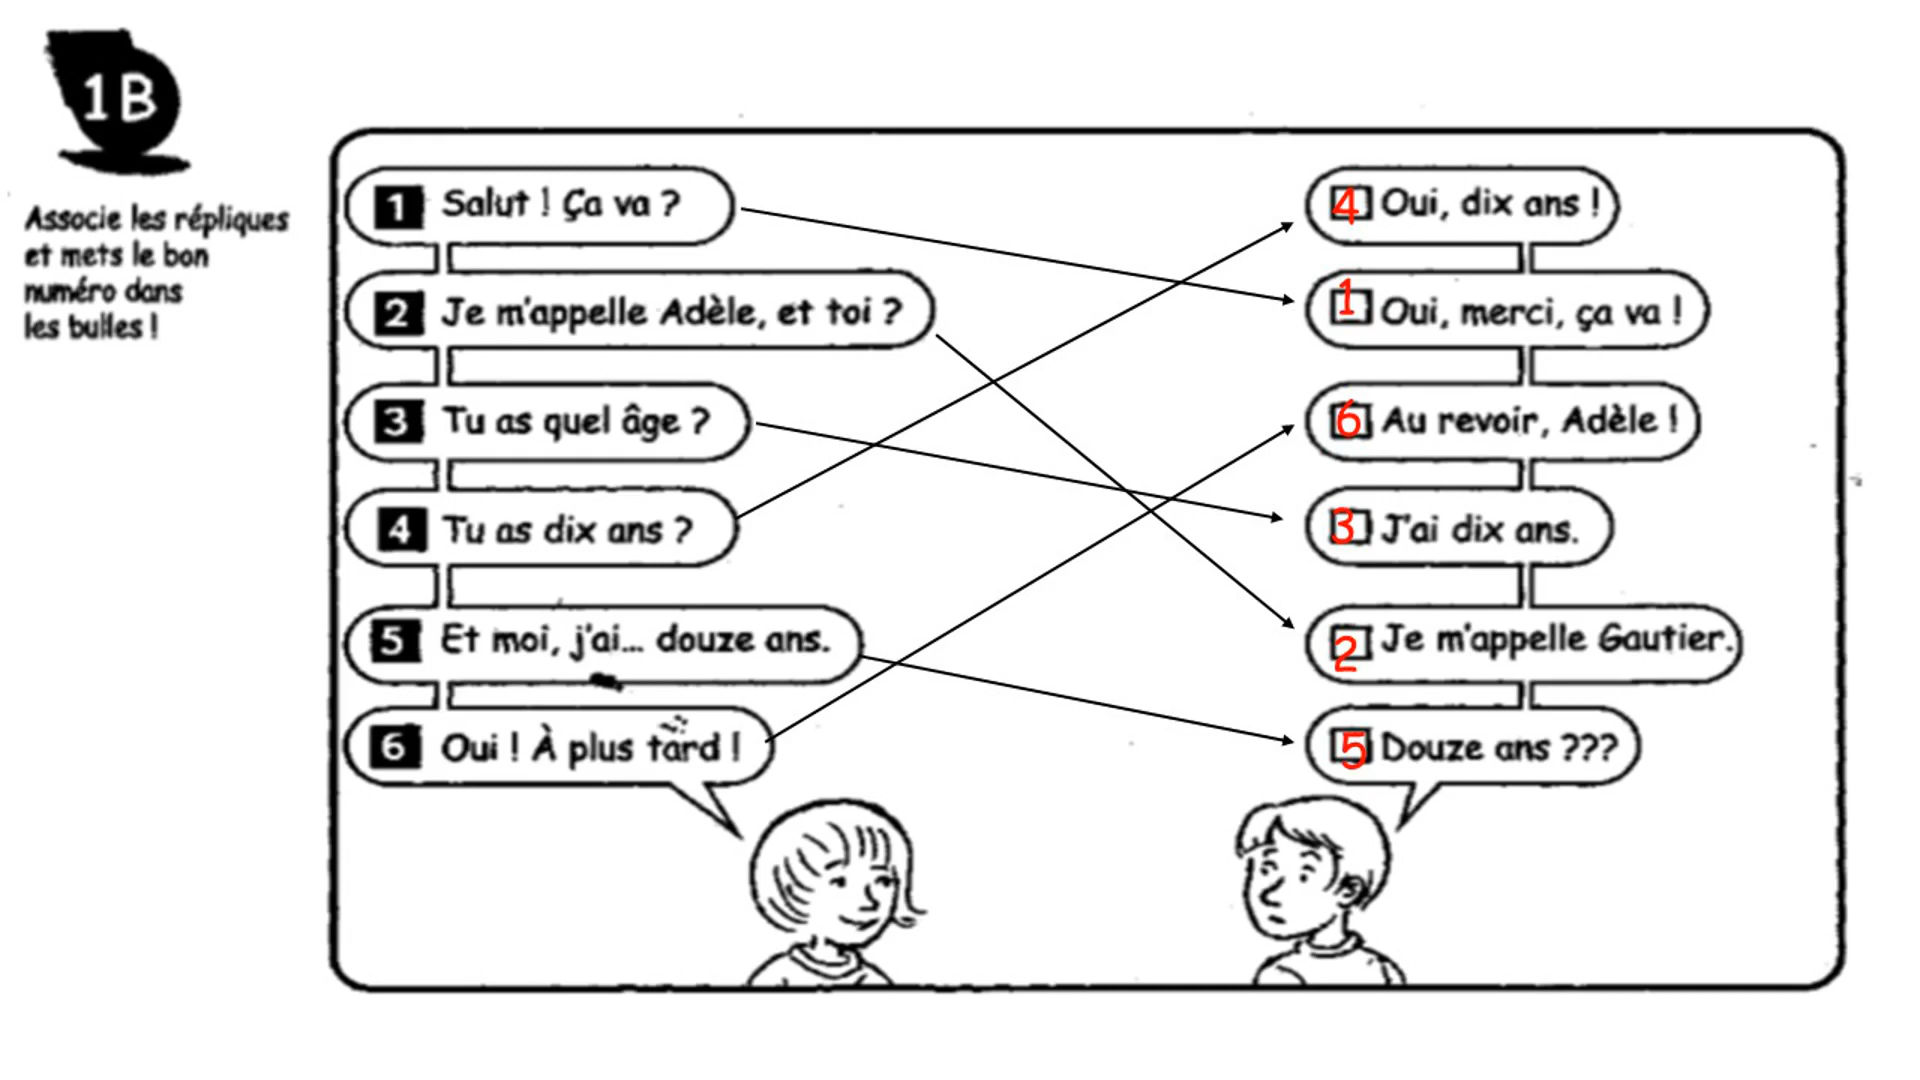 1B
Associe les répliques
et mets le bon
numéro dans
les bulles !
1 Salut ! Ça va ?
2 Je m'appelle Adèle, et toi ?
3 Tu as quel âge ?
4 Tu as dix ans ?
5 Et moi, j'ai... douze ans.
6 Oui ! À plus tard !
4 Oui, dix ans !
1 Oui, merci, ça va !
6 Au revoir, Adèle !
3 J'ai dix ans.
2 Je m'appelle Gautier.
5 Douze ans ???